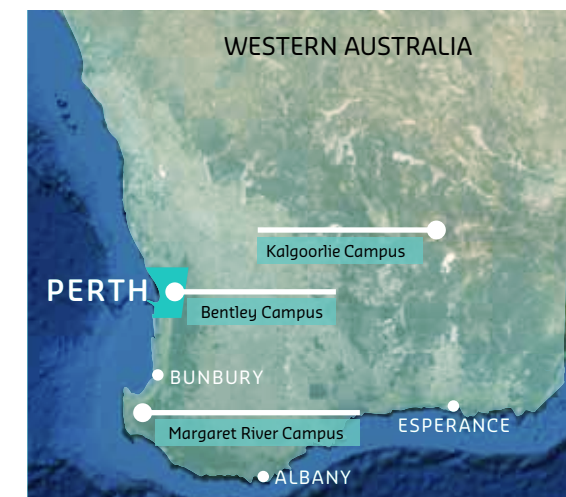 WESTERN AUSTRALIA
Kalgoorlie Campus
PERTH
Bentley Campus
BUNBURY
Margaret River Campus
ESPERANCE
ALBANY